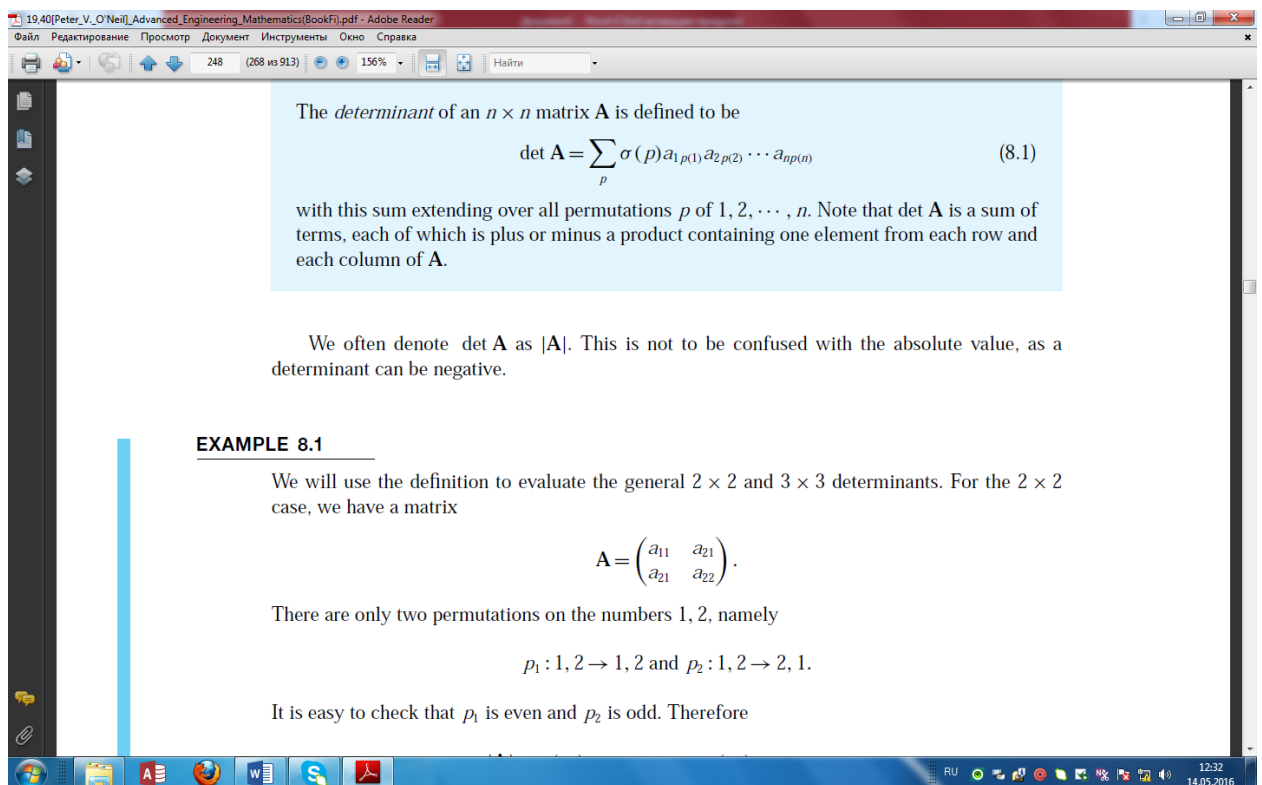 19,40[Peter_V._O'Neil]_Advanced_Engineering_Mathematics(BookFi).pdf - Adobe Reader
Файл Редактирование Просмотр Документ Инструменты Окно Справка
248 (268 из 913) 156% Найти
The determinant of an n × n matrix A is defined to be
det A = ∑ σ(p)a₁ₚ₍₁₎a₂ₚ₍₂₎ ··· aₙₚ₍ₙ₎ (8.1)
p
with this sum extending over all permutations p of 1, 2, ··· , n. Note that det A is a sum of
terms, each of which is plus or minus a product containing one element from each row and
each column of A.
We often denote det A as |A|. This is not to be confused with the absolute value, as a
determinant can be negative.
EXAMPLE 8.1
We will use the definition to evaluate the general 2 × 2 and 3 × 3 determinants. For the 2 × 2
case, we have a matrix
A = (a₁₁ a₂₁
a₂₁ a₂₂).
There are only two permutations on the numbers 1, 2, namely
p₁ : 1, 2 → 1, 2 and p₂ : 1, 2 → 2, 1.
It is easy to check that p₁ is even and p₂ is odd. Therefore
RU 12:32
14.05.2016